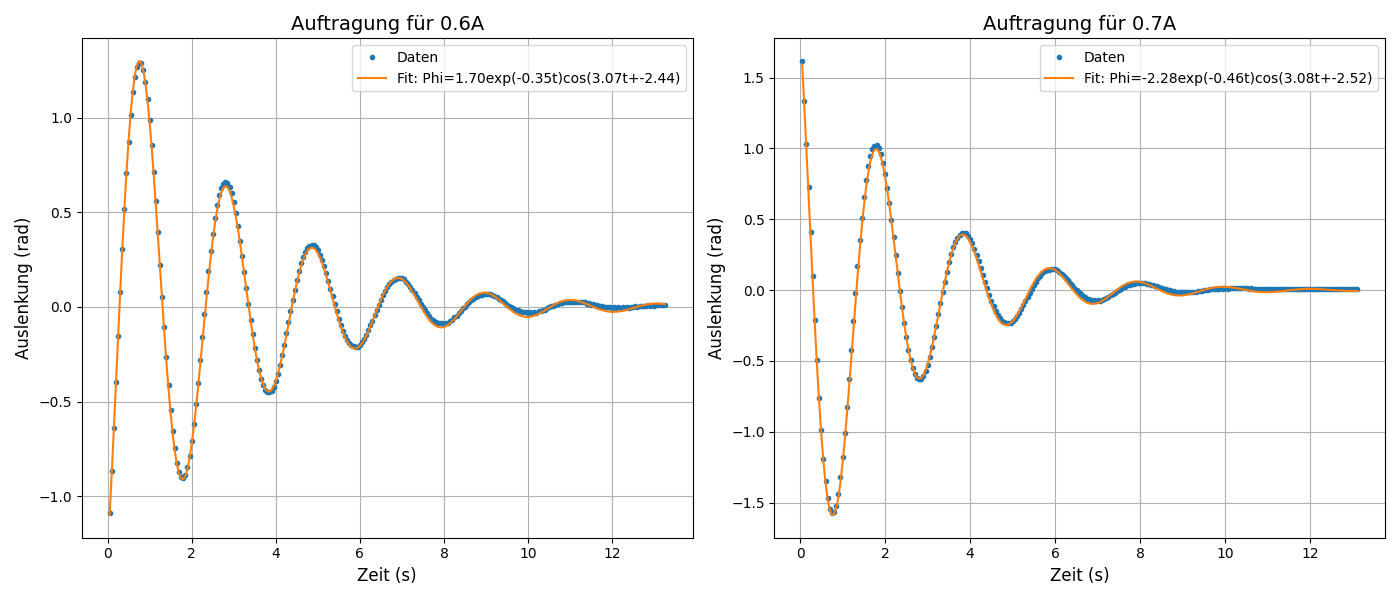 Auftragung für 0.6A
Daten
Fit: Phi=1.70exp(-0.35t)cos(3.07t+-2.44)
Auslenkung (rad)
1.0
0.5
0.0
−0.5
−1.0
0 2 4 6 8 10 12
Zeit (s)
Auftragung für 0.7A
Daten
Fit: Phi=-2.28exp(-0.46t)cos(3.08t+-2.52)
Auslenkung (rad)
1.5
1.0
0.5
0.0
−0.5
−1.0
−1.5
0 2 4 6 8 10 12
Zeit (s)